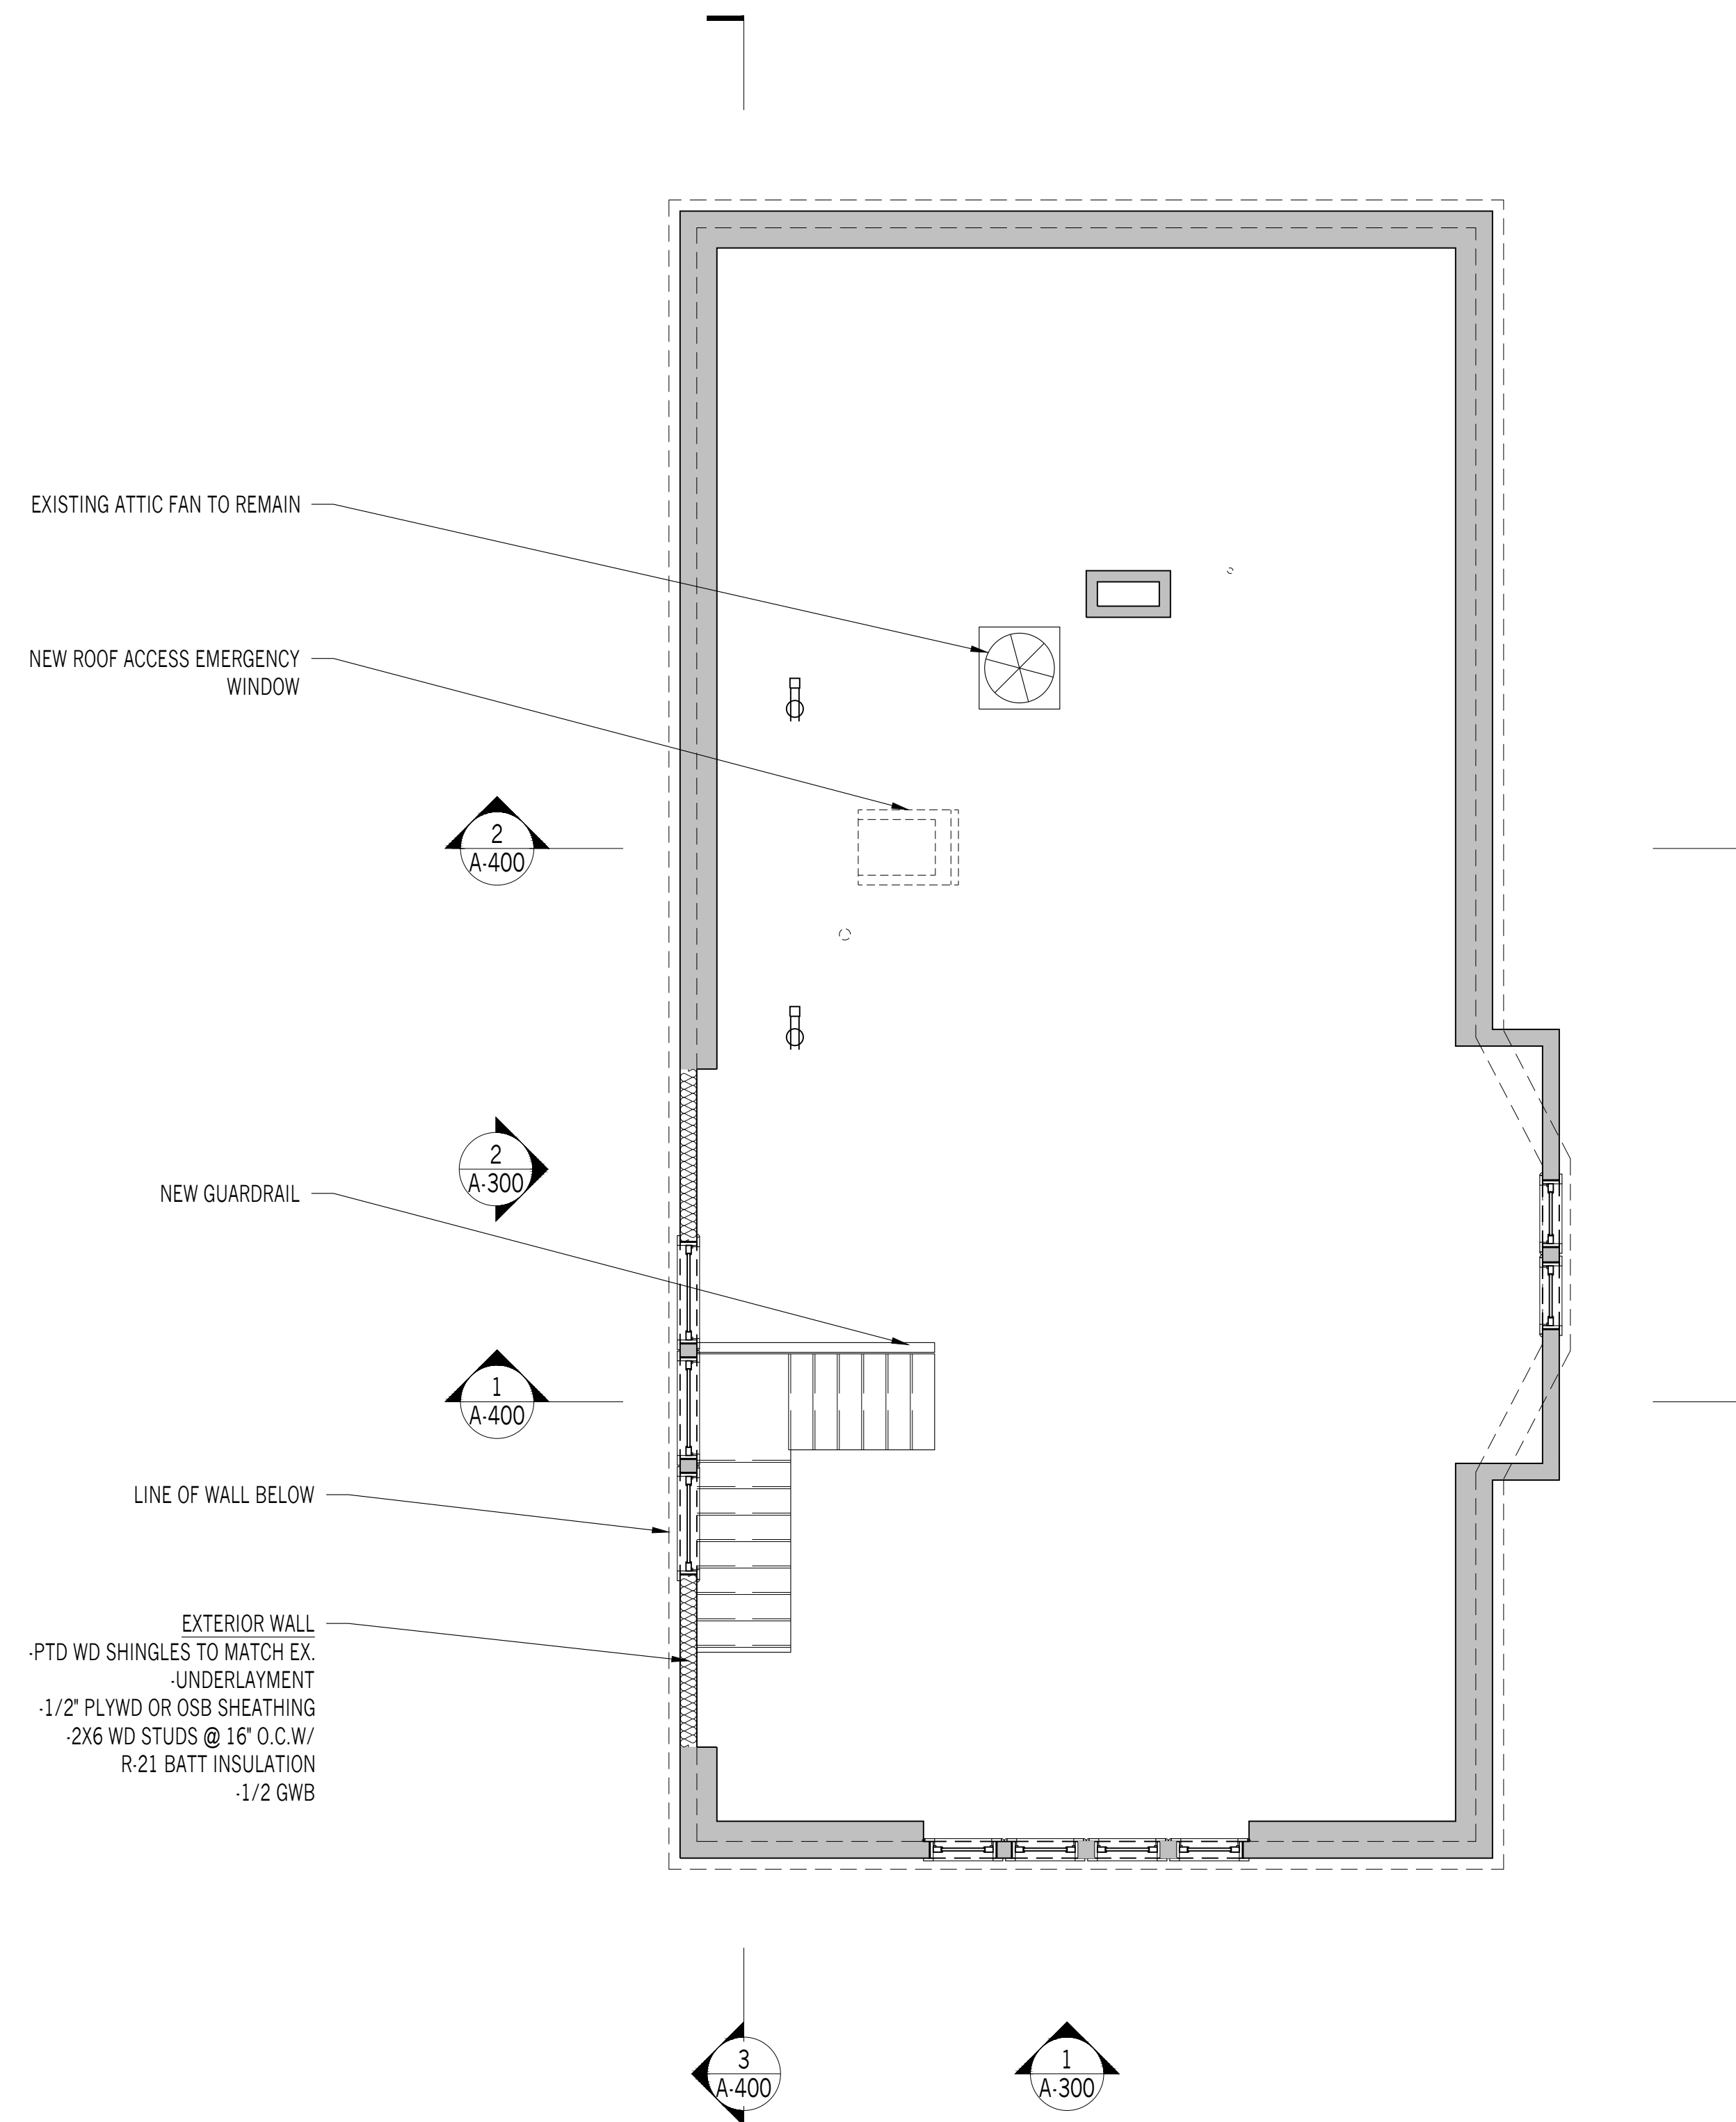 EXISTING ATTIC FAN TO REMAIN
NEW ROOF ACCESS EMERGENCY
WINDOW
2
A-400
2
A-300
NEW GUARDRAIL
1
A-400
LINE OF WALL BELOW
EXTERIOR WALL
-PTD WD SHINGLES TO MATCH EX.
-UNDERLAYMENT
-1/2" PLYWD OR OSB SHEATHING
-2X6 WD STUDS @ 16" O.C.W/
R-21 BATT INSULATION
-1/2 GWB
3
A-400
1
A-300